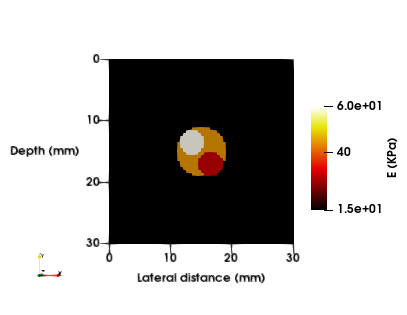 0
10
Depth (mm)
20
30
0 10 20 30
Lateral distance (mm)
6.0e+01
40
1.5e+01
E (KPa)
Y
Z X